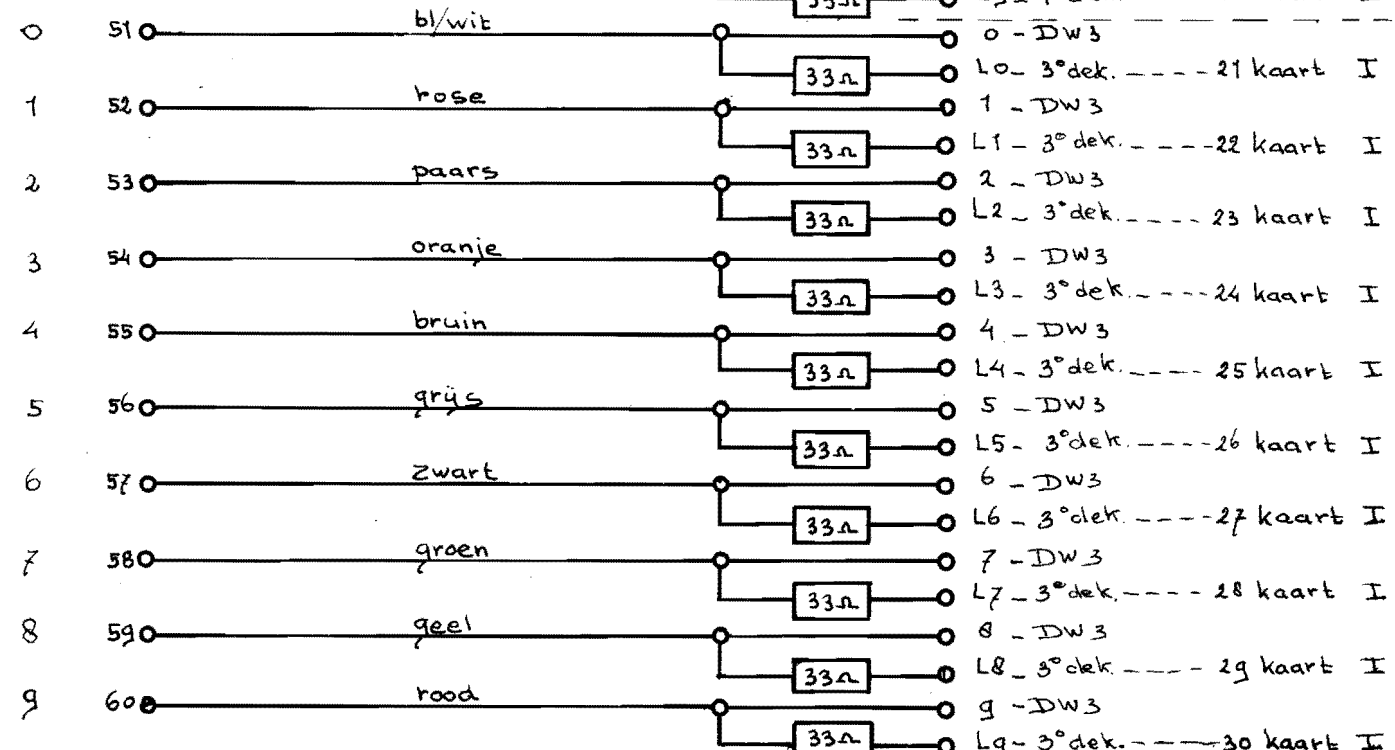 33Ω
0 51 bl/wit 0 - DW3
33Ω L0 - 3° dek. ---- 21 kaart I
1 52 rose 1 - DW3
33Ω L1 - 3° dek. ---- 22 kaart I
2 53 paars 2 - DW3
33Ω L2 - 3° dek. ---- 23 kaart I
3 54 oranje 3 - DW3
33Ω L3 - 3° dek. ---- 24 kaart I
4 55 bruin 4 - DW3
33Ω L4 - 3° dek. ---- 25 kaart I
5 56 grijs 5 - DW3
33Ω L5 - 3° dek. ---- 26 kaart I
6 57 zwart 6 - DW3
33Ω L6 - 3° dek. ---- 27 kaart I
7 58 groen 7 - DW3
33Ω L7 - 3° dek. ---- 28 kaart I
8 59 geel 8 - DW3
33Ω L8 - 3° dek. ---- 29 kaart I
9 60 rood 9 - DW3
33Ω L9 - 3° dek. ---- 30 kaart I